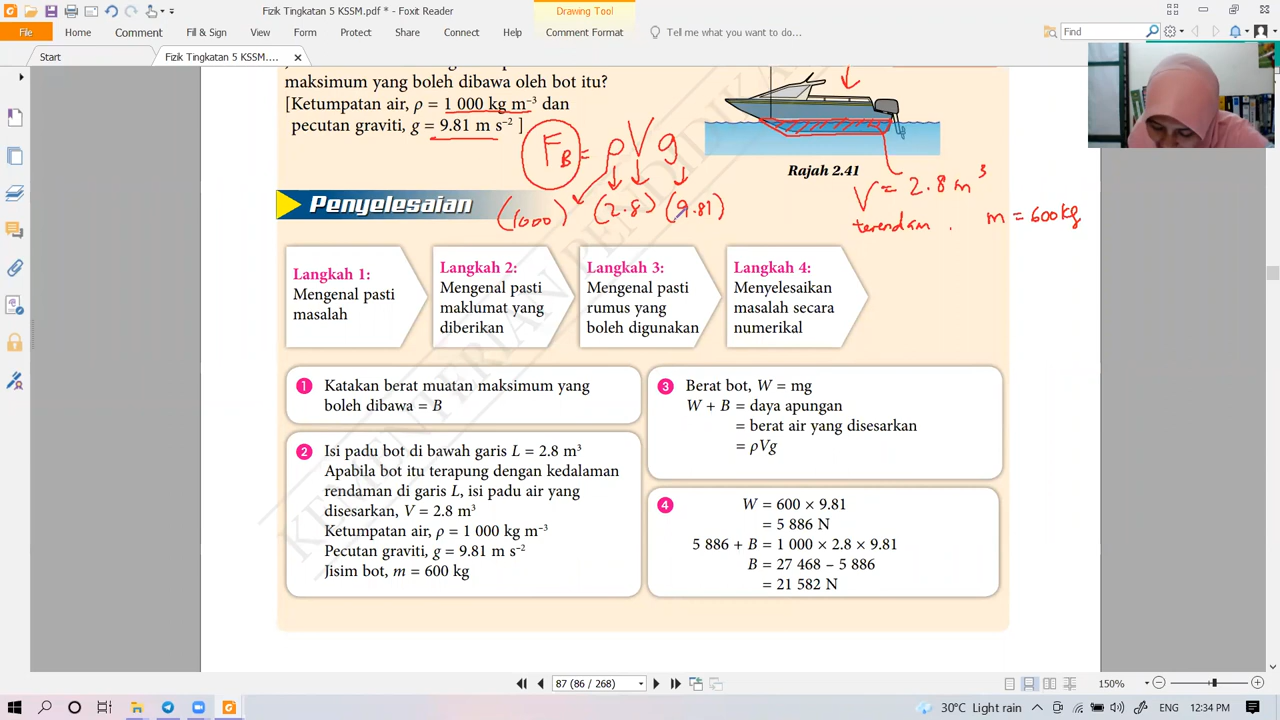 Fizik Tingkatan 5 KSSM.pdf * - Foxit Reader
Drawing Tool
File Home Comment Fill & Sign View Form Protect Share Connect Help Comment Format Tell me what you want to do... Find
Start Fizik Tingkatan 5 KSSM....
maksimum yang boleh dibawa oleh bot itu?
[Ketumpatan air, ρ = 1 000 kg m⁻³ dan
pecutan graviti, g = 9.81 m s⁻² ]
F_B = ρVg
Rajah 2.41
V = 2.8 m³
terendam .
m = 600 kg
Penyelesaian
(1000) (2.8) (9.81)
Langkah 1:
Mengenal pasti
masalah
Langkah 2:
Mengenal pasti
maklumat yang
diberikan
Langkah 3:
Mengenal pasti
rumus yang
boleh digunakan
Langkah 4:
Menyelesaikan
masalah secara
numerikal
1 Katakan berat muatan maksimum yang
boleh dibawa = B
2 Isi padu bot di bawah garis L = 2.8 m³
Apabila bot itu terapung dengan kedalaman
rendaman di garis L, isi padu air yang
disesarkan, V = 2.8 m³
Ketumpatan air, ρ = 1 000 kg m⁻³
Pecutan graviti, g = 9.81 m s⁻²
Jisim bot, m = 600 kg
3 Berat bot, W = mg
W + B = daya apungan
= berat air yang disesarkan
= ρVg
4 W = 600 × 9.81
= 5 886 N
5 886 + B = 1 000 × 2.8 × 9.81
B = 27 468 – 5 886
= 21 582 N
KEMENTERIAN PENDIDIKAN
87 (86 / 268)
150%
30°C Light rain
ENG 12:34 PM